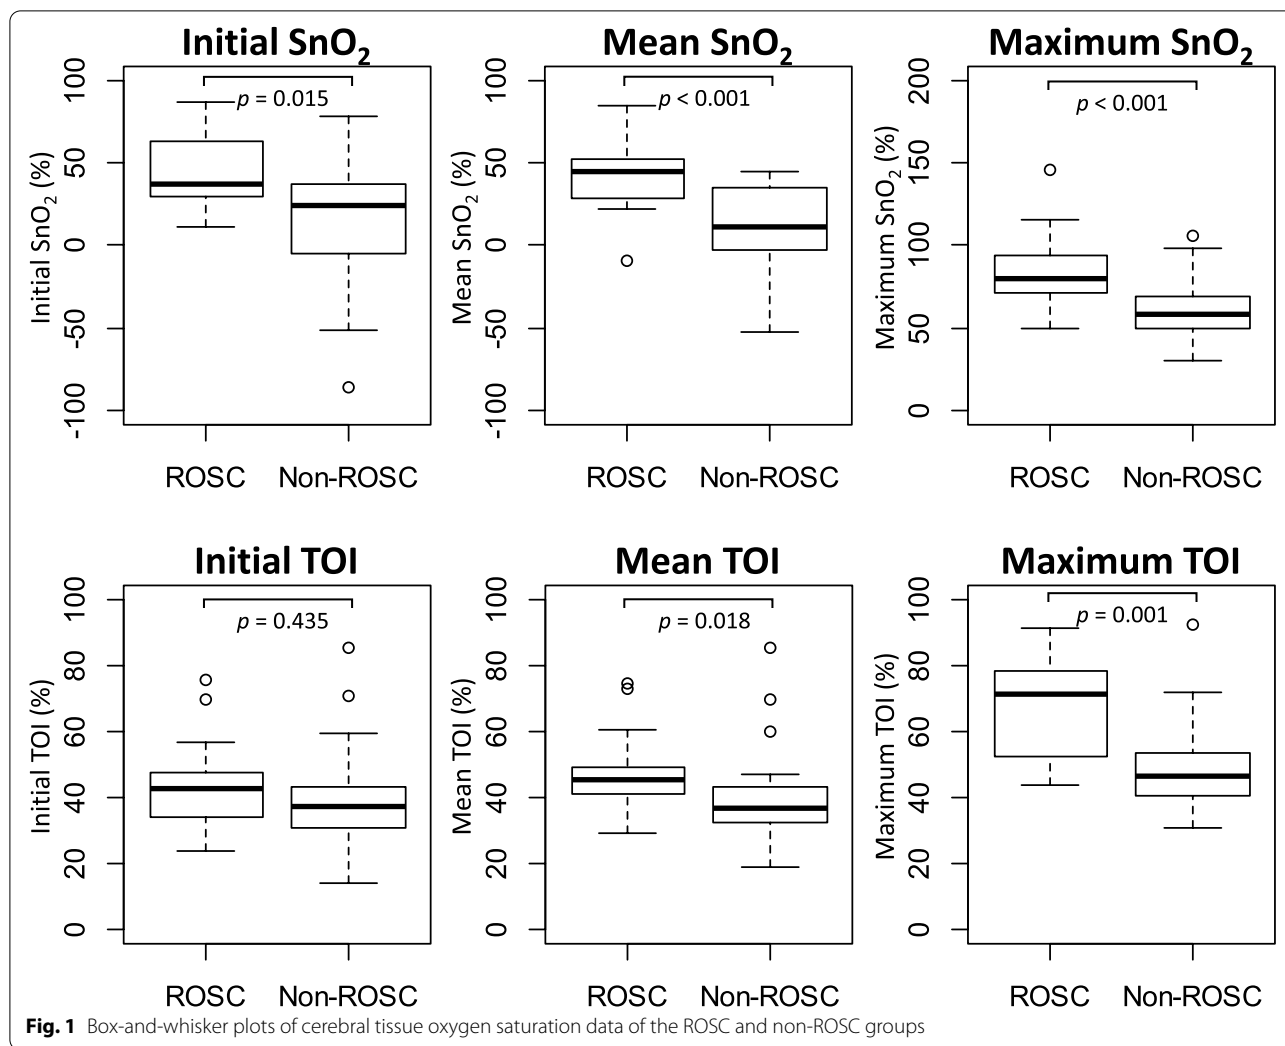 Initial SnO2
Mean SnO2
Maximum SnO2
Initial SnO2 (%)
100
50
0
-50
-100
p = 0.015
ROSC
Non-ROSC
Mean SnO2 (%)
100
50
0
-50
-100
p < 0.001
ROSC
Non-ROSC
Maximum SnO2 (%)
200
150
100
50
0
p < 0.001
ROSC
Non-ROSC
Initial TOI
Mean TOI
Maximum TOI
Initial TOI (%)
100
80
60
40
20
0
p = 0.435
ROSC
Non-ROSC
Mean TOI (%)
100
80
60
40
20
0
p = 0.018
ROSC
Non-ROSC
Maximum TOI (%)
100
80
60
40
20
0
p = 0.001
ROSC
Non-ROSC
Fig. 1 Box-and-whisker plots of cerebral tissue oxygen saturation data of the ROSC and non-ROSC groups